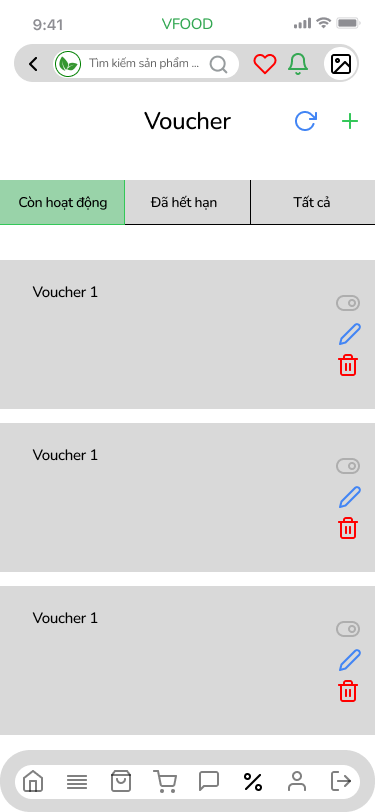 9:41
VFOOD
Tìm kiếm sản phẩm ...
Voucher
Còn hoạt động
Đã hết hạn
Tất cả
Voucher 1
Voucher 1
Voucher 1